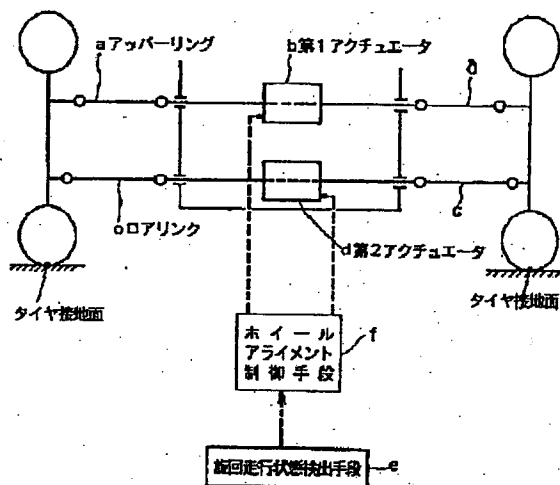 aアッパーリング
b第1アクチュエータ
a
cロアリンク
c
d第2アクチュエータ
タイヤ接地面
タイヤ接地面
ホイール
アライメント
制御手段
f
旋回走行状態検出手段
e